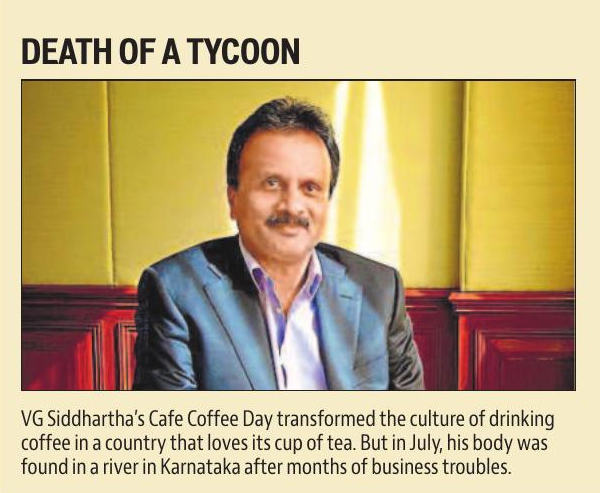 DEATH OF A TYCOON
VG Siddhartha's Cafe Coffee Day transformed the culture of drinking
coffee in a country that loves its cup of tea. But in July, his body was
found in a river in Karnataka after months of business troubles.